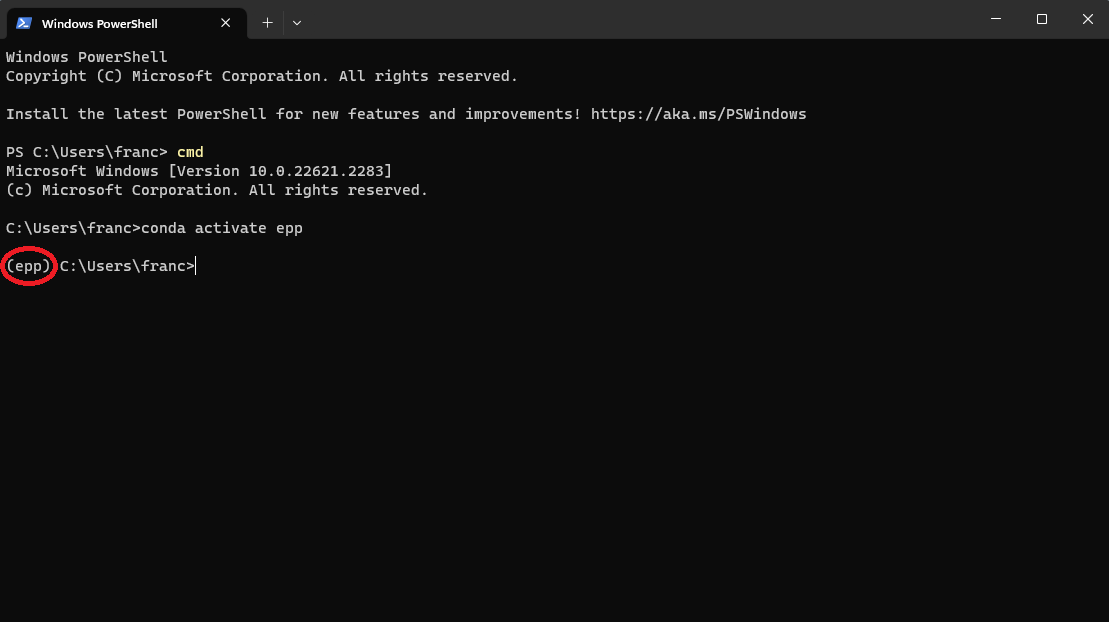 Windows PowerShell
Windows PowerShell
Copyright (C) Microsoft Corporation. All rights reserved.
Install the latest PowerShell for new features and improvements! https://aka.ms/PSWindows
PS C:\Users\franc> cmd
Microsoft Windows [Version 10.0.22621.2283]
(c) Microsoft Corporation. All rights reserved.
C:\Users\franc>conda activate epp
(epp) C:\Users\franc>